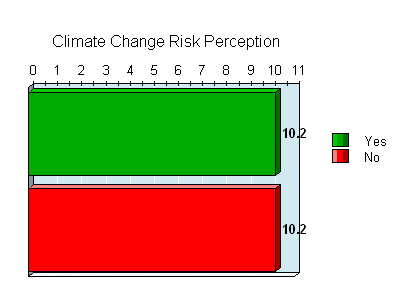 Climate Change Risk Perception
0 1 2 3 4 5 6 7 8 9 10 11
10.2
Yes
No
10.2